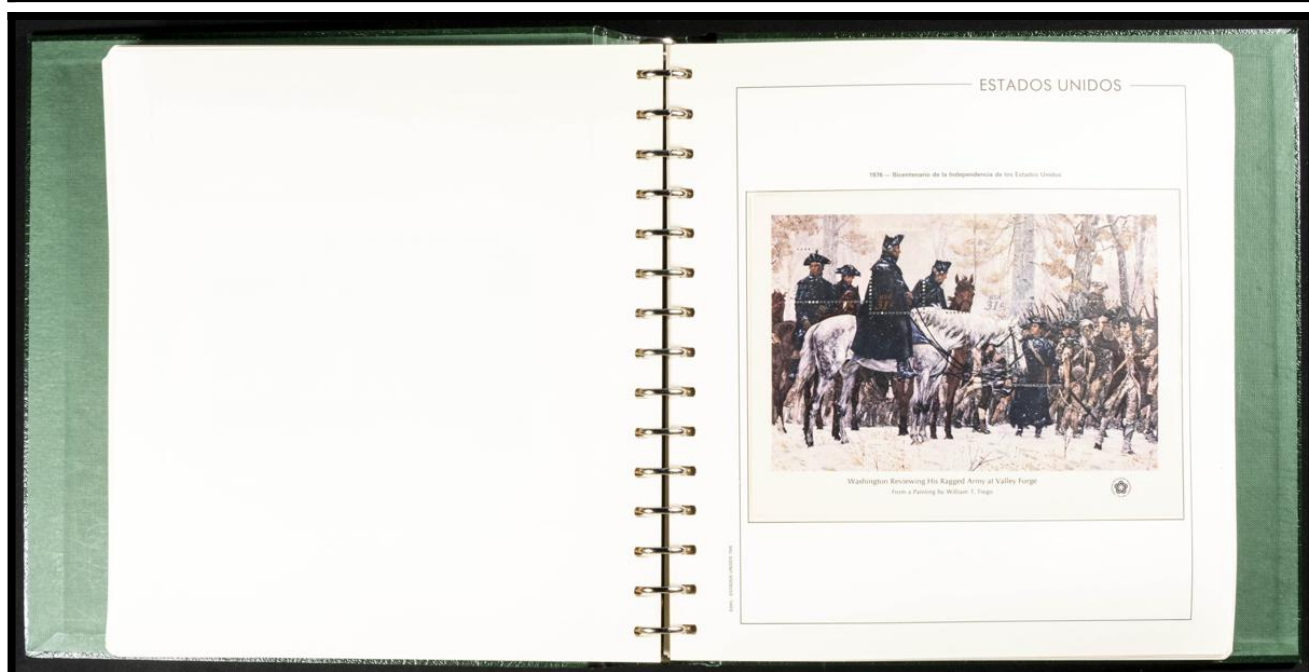 ESTADOS UNIDOS
1976 — Bicentenario de la Independencia de los Estados Unidos
31c
Washington Reviewing His Ragged Army at Valley Forge
From a Painting by William T. Trego